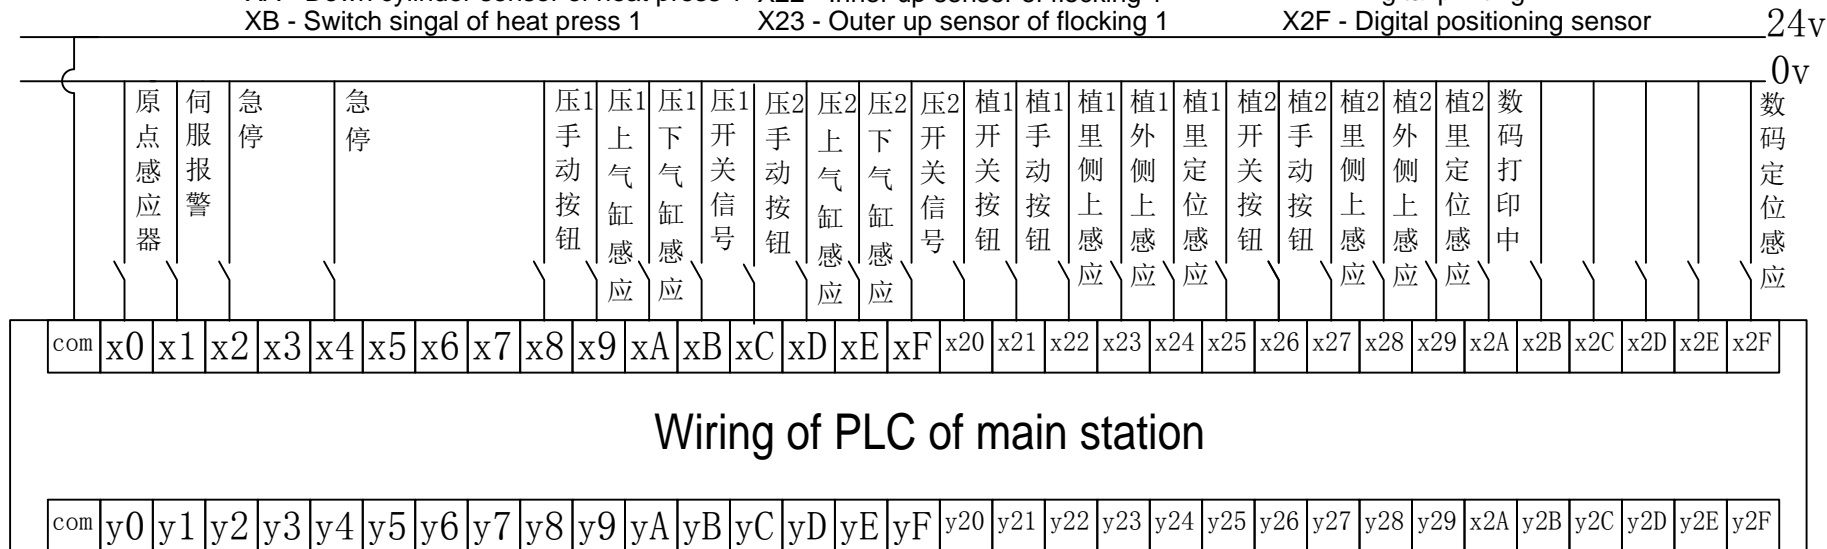 XB - Switch singal of heat press 1
X23 - Outer up sensor of flocking 1
X2F - Digital positioning sensor
24v
0v
原点感应器
伺服报警
急停
急停
压1手动按钮
压1上气缸感应
压1下气缸感应
压1开关信号
压2手动按钮
压2上气缸感应
压2下气缸感应
压2开关信号
植1开关按钮
植1手动按钮
植1里侧上感应
植1外侧上感应
植1里定位感应
植2开关按钮
植2手动按钮
植2里侧上感应
植2外侧上感应
植2里定位感应
数码打印中
数码定位感应
com x0 x1 x2 x3 x4 x5 x6 x7 x8 x9 xA xB xC xD xE xF x20 x21 x22 x23 x24 x25 x26 x27 x28 x29 x2A x2B x2C x2D x2E x2F
Wiring of PLC of main station
com y0 y1 y2 y3 y4 y5 y6 y7 y8 y9 yA yB yC yD yE yF y20 y21 y22 y23 y24 y25 y26 y27 y28 y29 x2A y2B y2C y2D y2E y2F